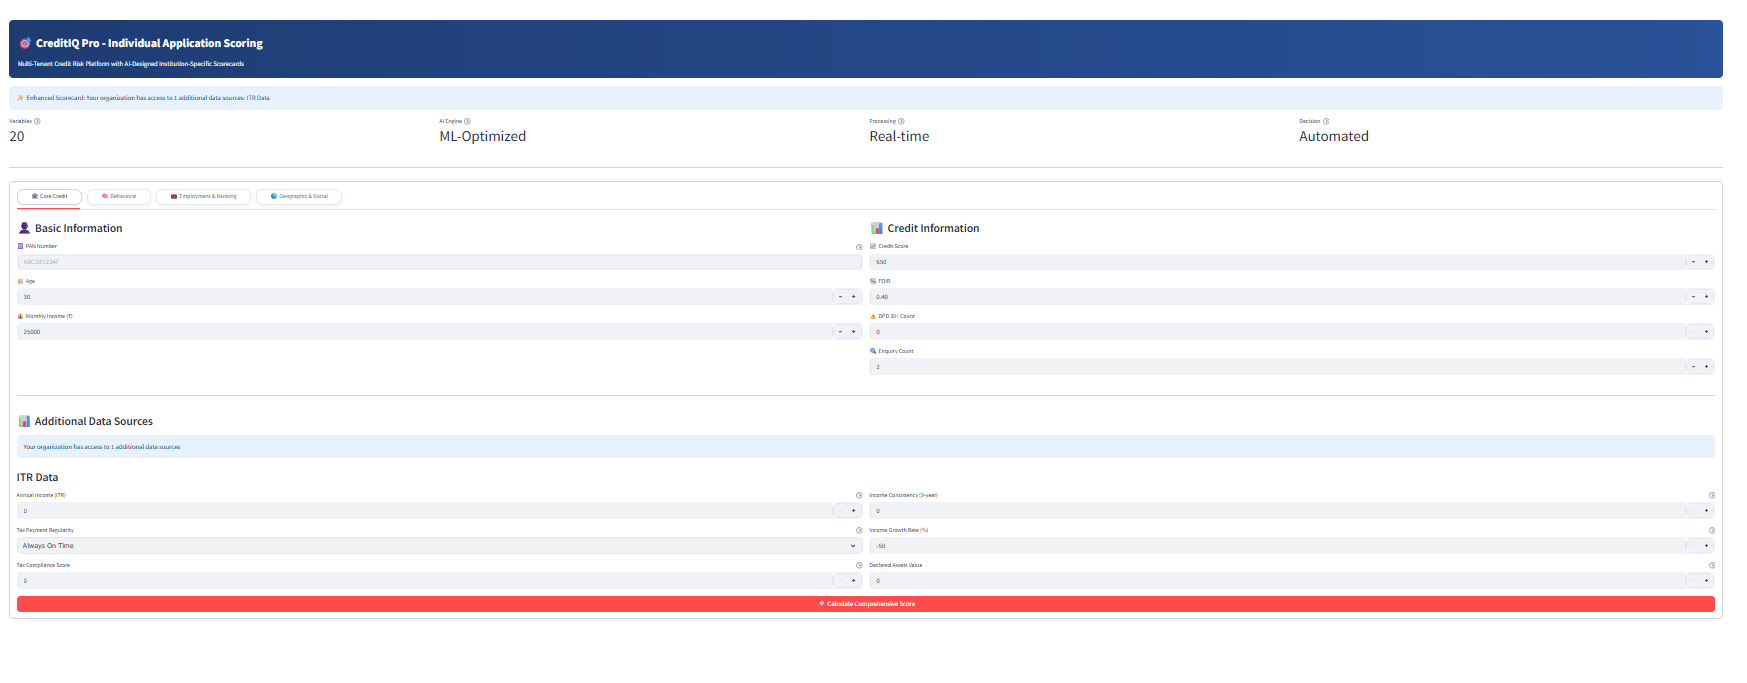 CreditIQ Pro - Individual Application Scoring
Multi-Tenant Credit Risk Platform with AI-Designed Institution-Specific Scorecards
Enhanced Scorecard: Your organization has access to 1 additional data sources: ITR Data
Variables
20
AI Engine
ML-Optimized
Processing
Real-time
Decision
Automated
Core Credit
Behavioral
Employment & Banking
Geographic & Social
Basic Information
PAN Number
ABCDE1234F
Age
30
Monthly Income (₹)
25000
Credit Information
Credit Score
650
FOIR
0.40
DPD 30+ Count
0
Enquiry Count
2
Additional Data Sources
Your organization has access to 1 additional data sources
ITR Data
Annual Income (ITR)
0
Income Consistency (3-year)
0
Tax Payment Regularity
Always On Time
Income Growth Rate (%)
-50
Tax Compliance Score
0
Declared Assets Value
0
Calculate Comprehensive Score